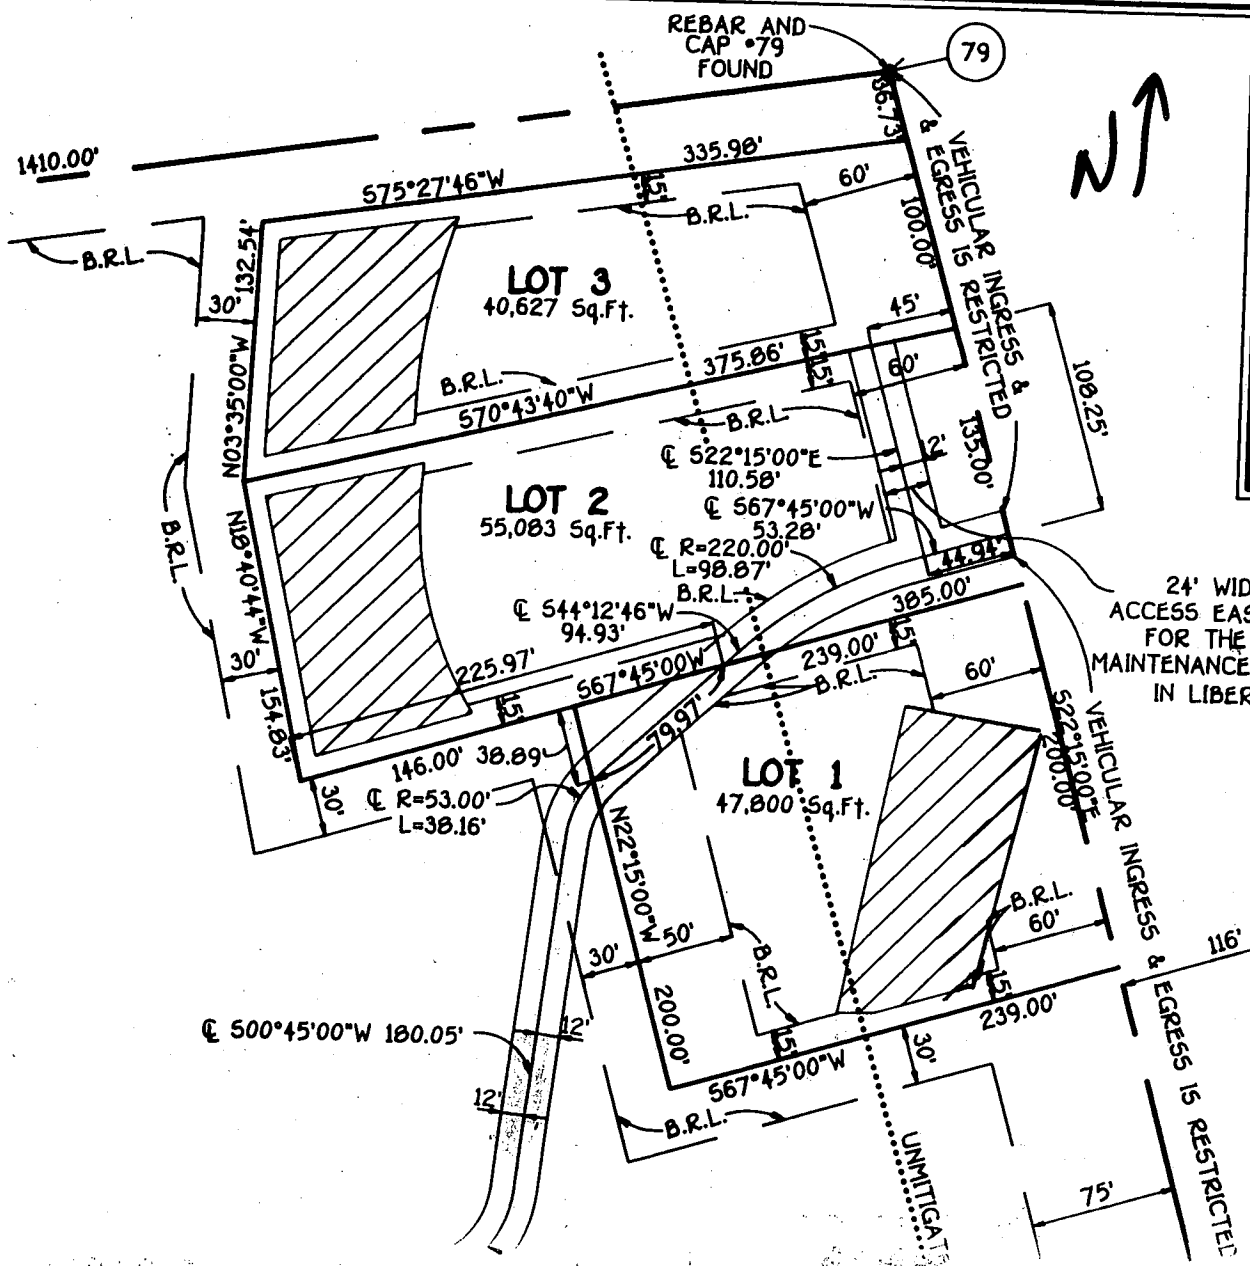 REBAR AND
CAP #79
FOUND
79
N
1410.00'
36.73'
VEHICULAR INGRESS &
& EGRESS IS RESTRICTED
335.98'
S75°27'46"W
15'
60'
B.R.L.
100.00'
B.R.L.
132.54'
30'
LOT 3
40,627 Sq.Ft.
45'
N03°35'00"W
375.86'
15'
15'
60'
B.R.L.
S70°43'40"W
B.R.L.
108.25'
135.00'
℄ S22°15'00"E
110.58'
12'
LOT 2
55,083 Sq.Ft.
℄ S67°45'00"W
53.28'
℄ R=220.00'
L=98.87'
44.94'
B.R.L.
B.R.L.
N18°40'44"W
385.00'
24' WID
ACCESS EAS
FOR THE
MAINTENANCE
IN LIBER
℄ S44°12'46"W
94.93'
15'
239.00'
225.97'
S67°45'00W
B.R.L.
60'
30'
154.83'
15'
79.97'
S22°15'00"E
200.00'
146.00'
38.89'
LOT 1
47,800 Sq.Ft.
30'
℄ R=53.00'
L=38.16'
N22°15'00"W
200.00'
VEHICULAR INGRESS & EGRESS IS RESTRICTED
B.R.L.
60'
30'
50'
B.R.L.
116'
15'
239.00'
℄ S00°45'00"W 180.05'
12'
15'
30'
S67°45'00"W
12'
B.R.L.
UNMITIGAT
75'